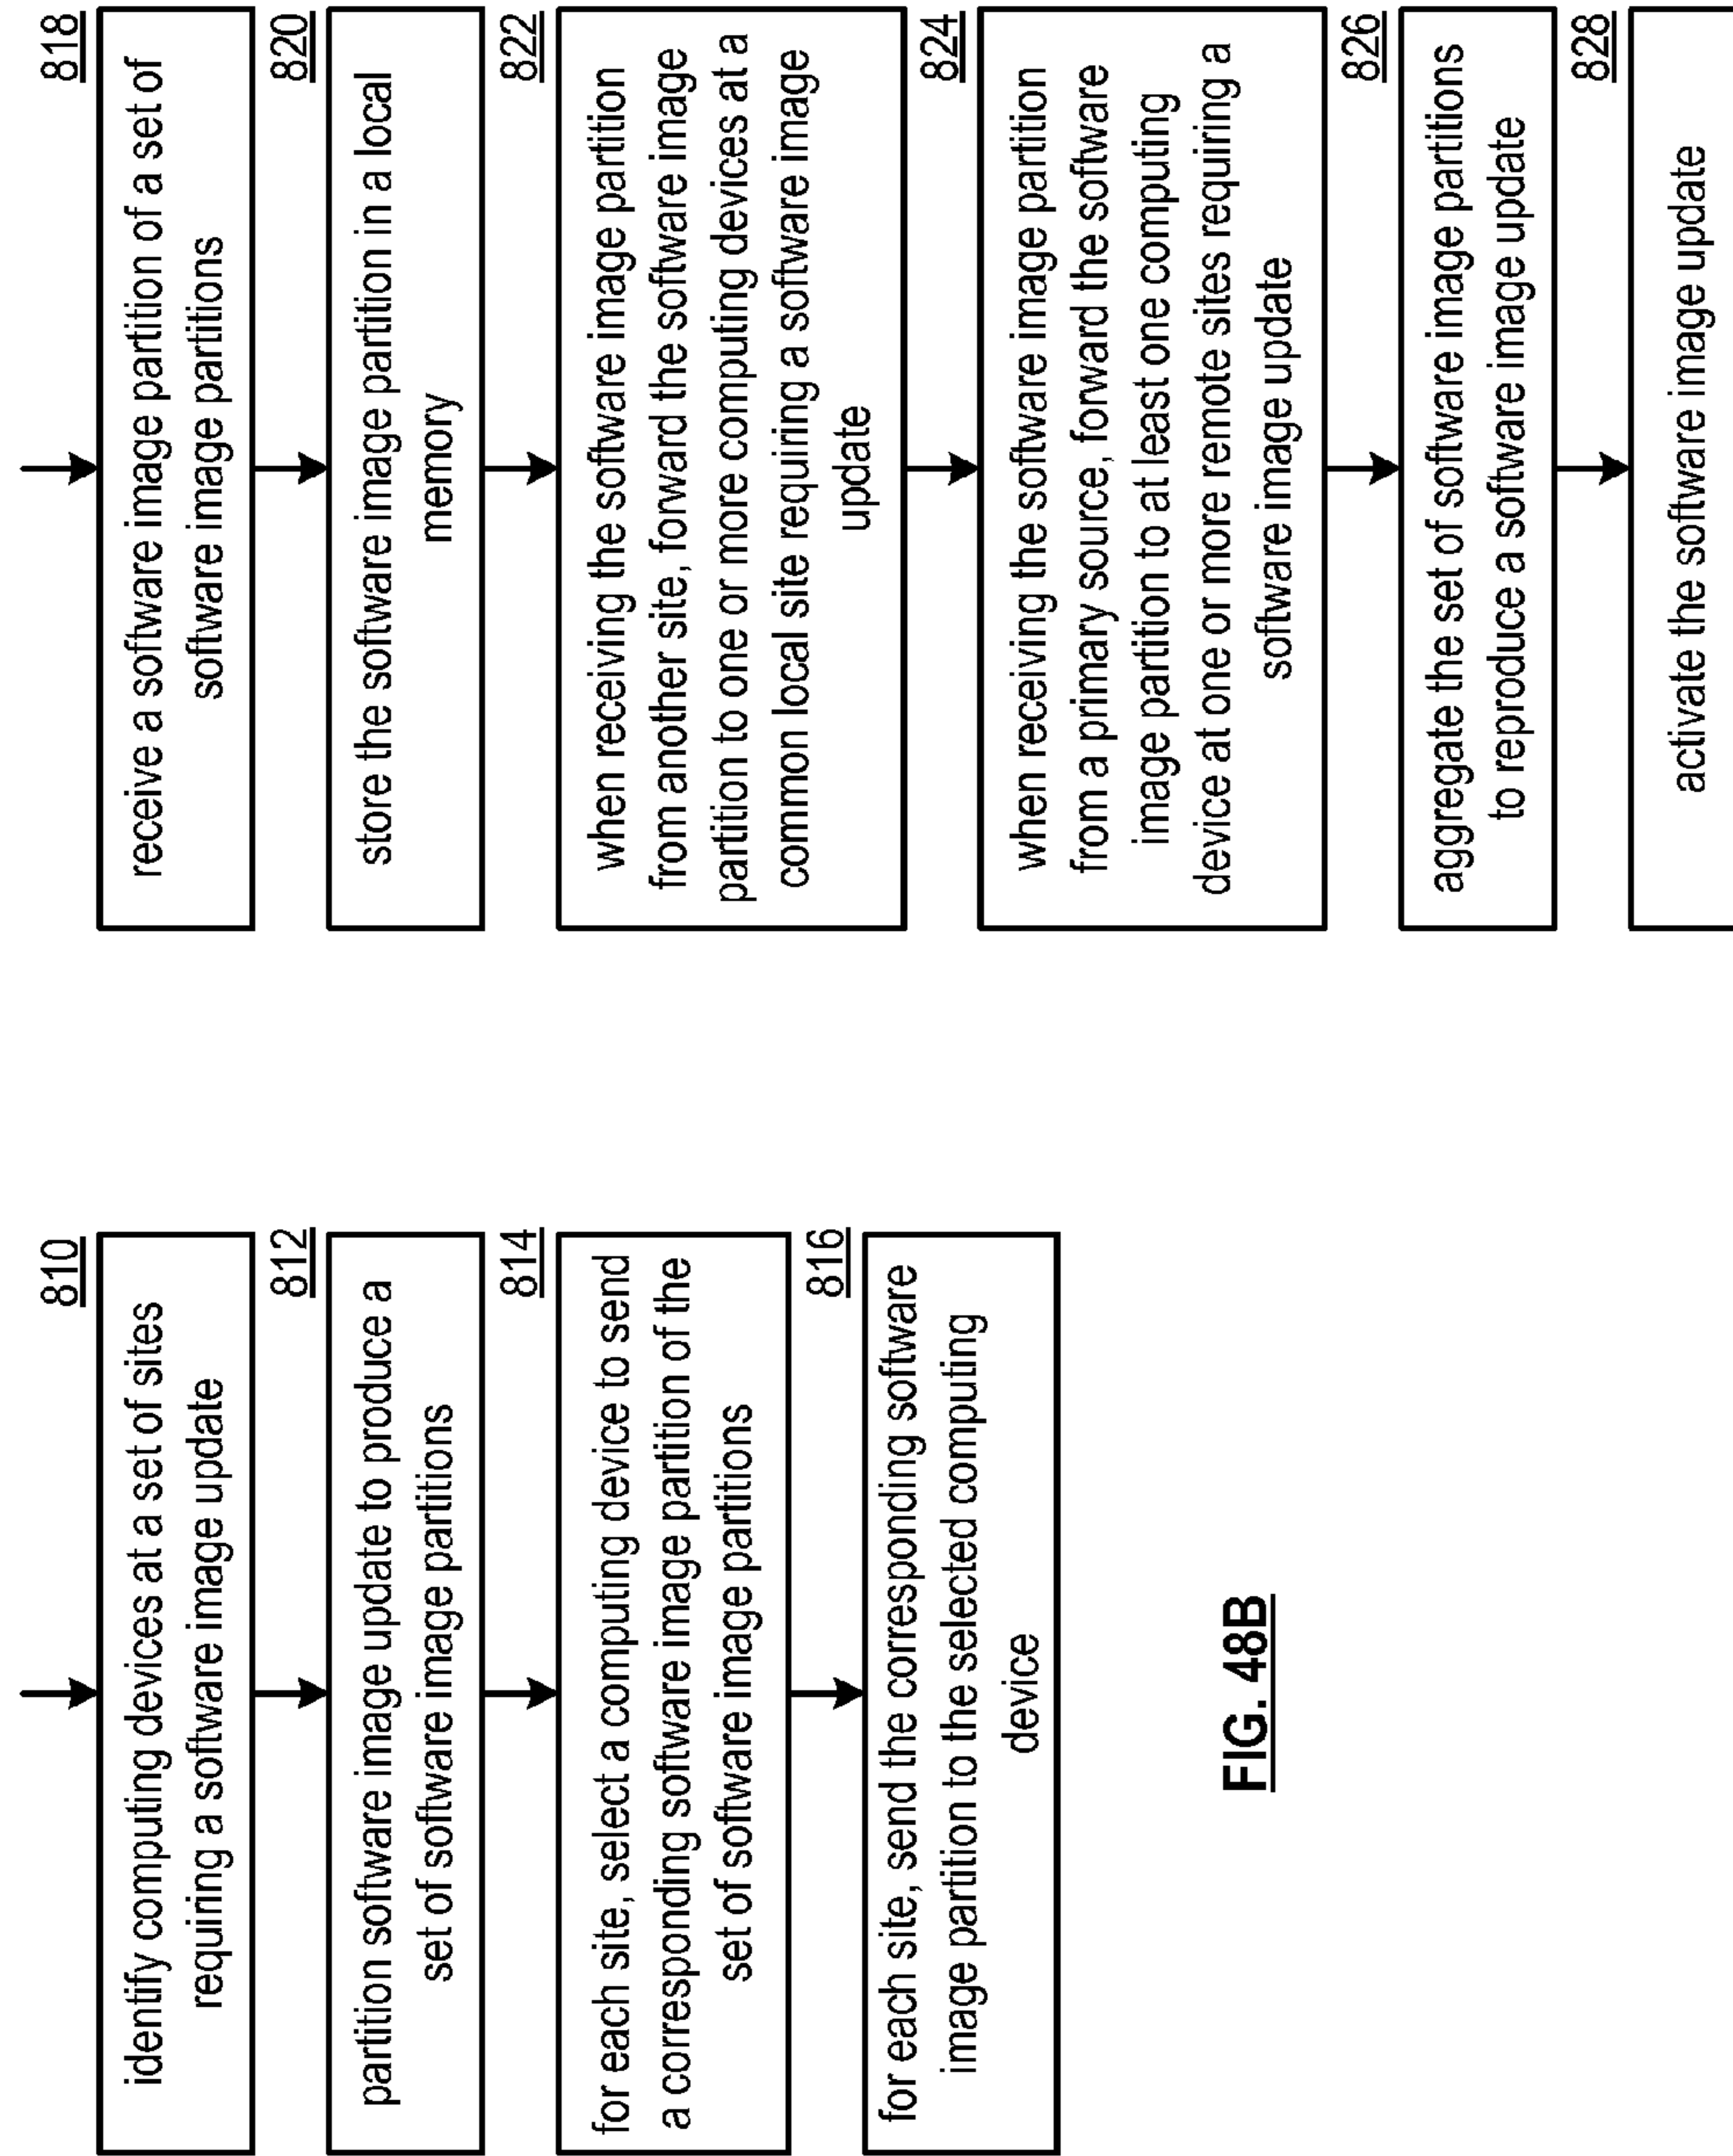 810
identify computing devices at a set of sites
requiring a software image update
812
partition software image update to produce a
set of software image partitions
814
for each site, select a computing device to send
a corresponding software image partition of the
set of software image partitions
816
for each site, send the corresponding software
image partition to the selected computing
device
FIG. 48B
818
receive a software image partition of a set of
software image partitions
820
store the software image partition in a local
memory
822
when receiving the software image partition
from another site, forward the software image
partition to one or more computing devices at a
common local site requiring a software image
update
824
when receiving the software image partition
from a primary source, forward the software
image partition to at least one computing
device at one or more remote sites requiring a
software image update
826
aggregate the set of software image partitions
to reproduce a software image update
828
activate the software image update